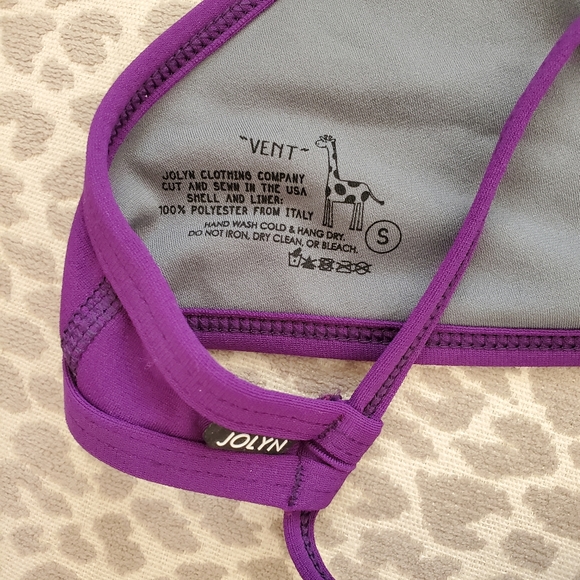 "VENT"
JOLYN CLOTHING COMPANY
CUT AND SEWN IN THE USA
SHELL AND LINER:
100% POLYESTER FROM ITALY
HAND WASH COLD & HANG DRY.
DO NOT IRON, DRY CLEAN, OR BLEACH.
S
JOLYN